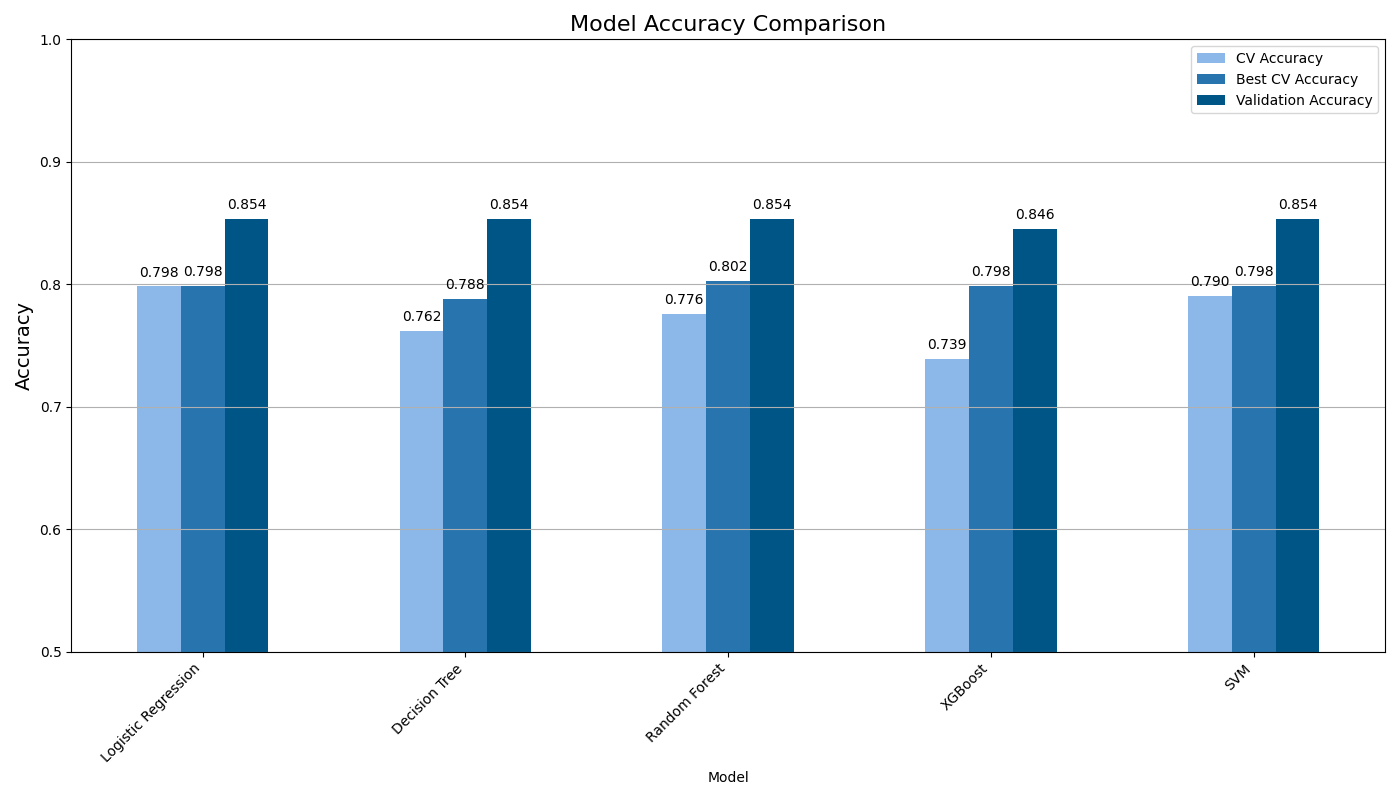 Model Accuracy Comparison
1.0
0.9
0.8
0.7
0.6
0.5
Accuracy
CV Accuracy
Best CV Accuracy
Validation Accuracy
0.798 0.798 0.854
0.762 0.788 0.854
0.776 0.802 0.854
0.739 0.798 0.846
0.790 0.798 0.854
Logistic Regression
Decision Tree
Random Forest
XGBoost
SVM
Model